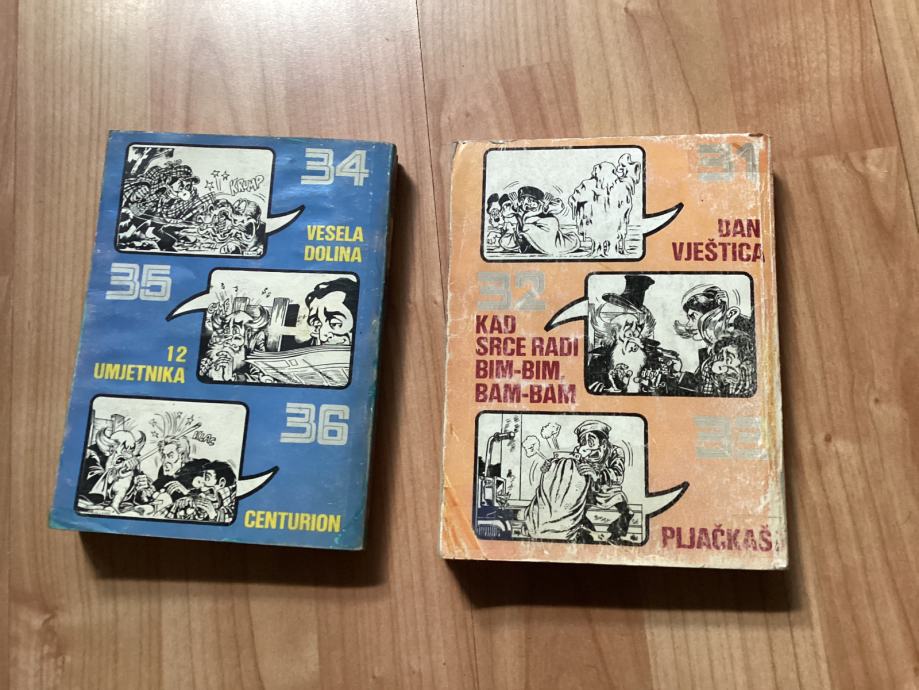 34
KRIMP
VESELA
DOLINA
35
12
UMJETNIKA
36
CENTURION
31
DAN
VJEŠTICA
32
KAD
SRCE RADI
BIM-BIM,
BAM-BAM
33
PLJAČKAŠ